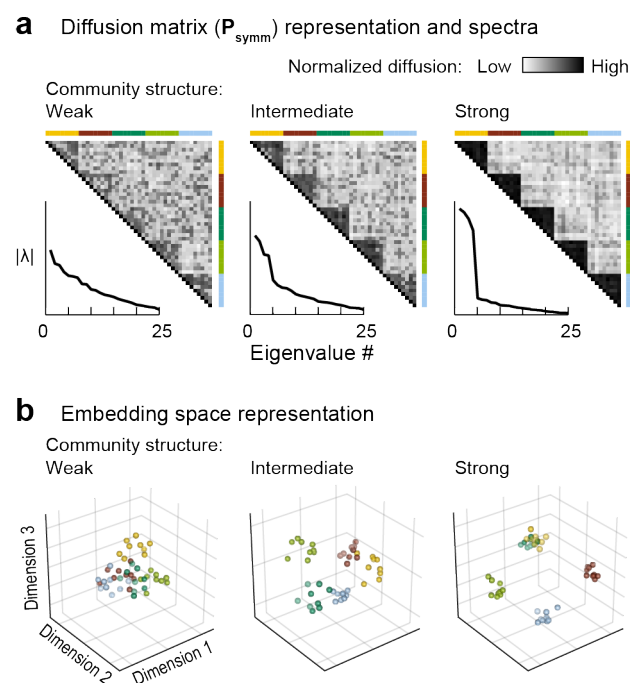 a Diffusion matrix (Psymm) representation and spectra
Normalized diffusion: Low High
Community structure:
Weak Intermediate Strong
|λ|
0 25 0 25 0 25
Eigenvalue #
b Embedding space representation
Community structure:
Weak Intermediate Strong
Dimension 3
Dimension 2
Dimension 1